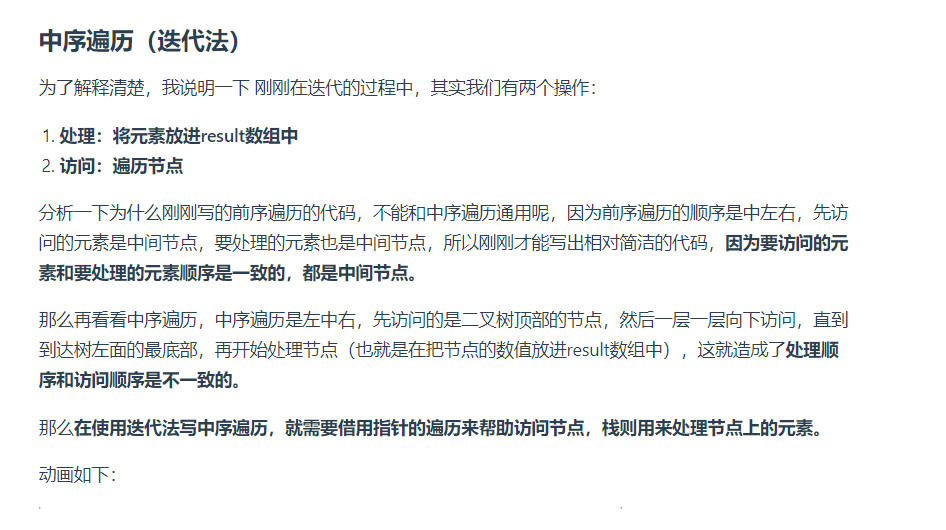 中序遍历（迭代法）
为了解释清楚，我说明一下 刚刚在迭代的过程中，其实我们有两个操作：
1. 处理：将元素放进result数组中
2. 访问：遍历节点
分析一下为什么刚刚写的前序遍历的代码，不能和中序遍历通用呢，因为前序遍历的顺序是中左右，先访
问的元素是中间节点，要处理的元素也是中间节点，所以刚刚才能写出相对简洁的代码，因为要访问的元
素和要处理的元素顺序是一致的，都是中间节点。
那么再看看中序遍历，中序遍历是左中右，先访问的是二叉树顶部的节点，然后一层一层向下访问，直到
到达树左面的最底部，再开始处理节点（也就是在把节点的数值放进result数组中），这就造成了处理顺
序和访问顺序是不一致的。
那么在使用迭代法写中序遍历，就需要借用指针的遍历来帮助访问节点，栈则用来处理节点上的元素。
动画如下：